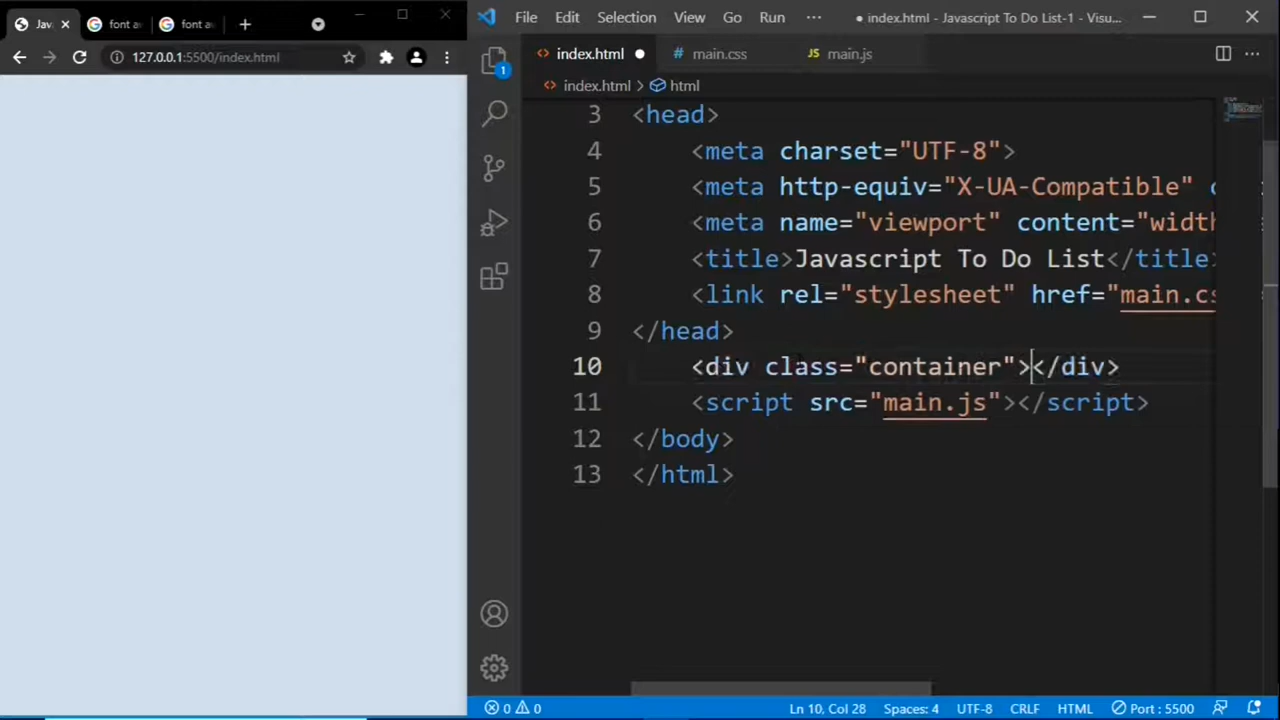 Java
font a
font a
File Edit Selection View Go Run ··· ● index.html - Javascript To Do List-1 - Visu...
127.0.0.1:5500/index.html
index.html
main.css
JS main.js
1
index.html > html
3 <head>
4 <meta charset="UTF-8">
5 <meta http-equiv="X-UA-Compatible" c
6 <meta name="viewport" content="width
7 <title>Javascript To Do List</title>
8 <link rel="stylesheet" href="main.cs
9 </head>
10 <div class="container"></div>
11 <script src="main.js"></script>
12 </body>
13 </html>
0 0 Ln 10, Col 28 Spaces: 4 UTF-8 CRLF HTML Port : 5500